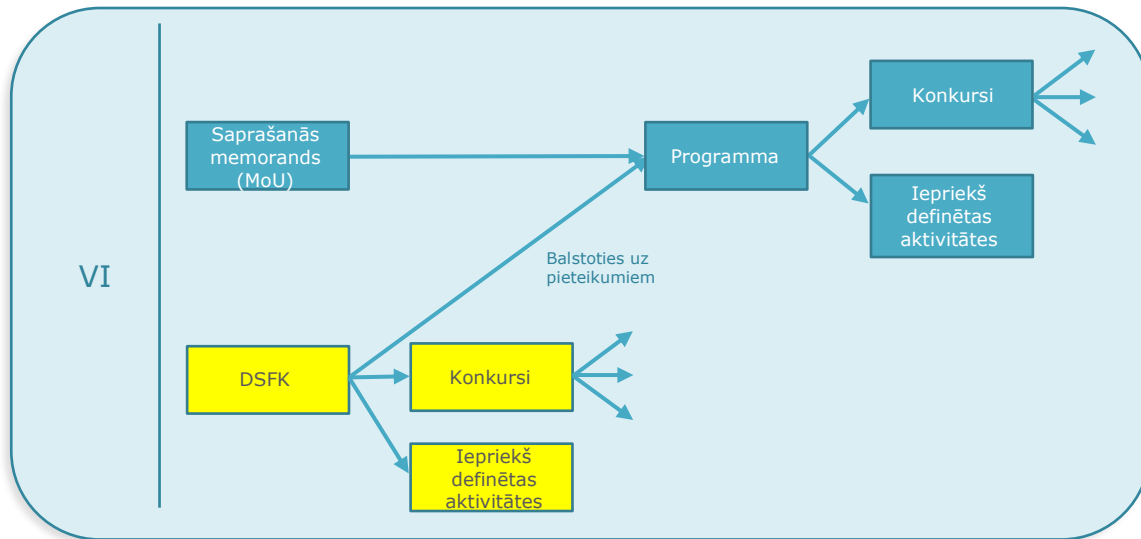 VI
Saprašanās
memorands
(MoU)
Programma
Konkursi
Iepriekš
definētas
aktivitātes
Balstoties uz
pieteikumiem
DSFK
Konkursi
Iepriekš
definētas
aktivitātes